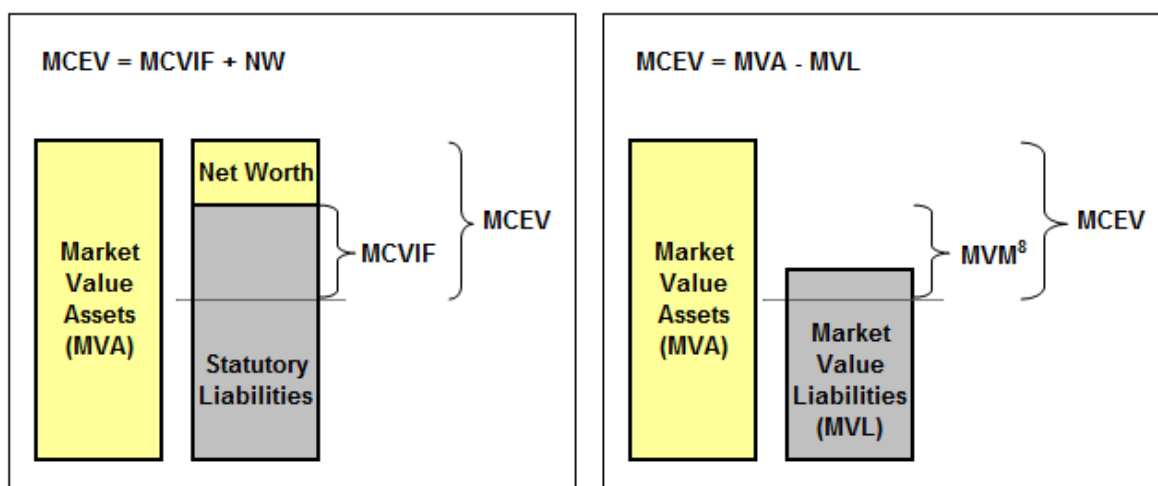 MCEV = MCVIF + NW
Net Worth
Market
Value
Assets
(MVA)
MCVIF
MCEV
Statutory
Liabilities
MCEV = MVA - MVL
Market
Value
Assets
(MVA)
MVM⁸
MCEV
Market
Value
Liabilities
(MVL)